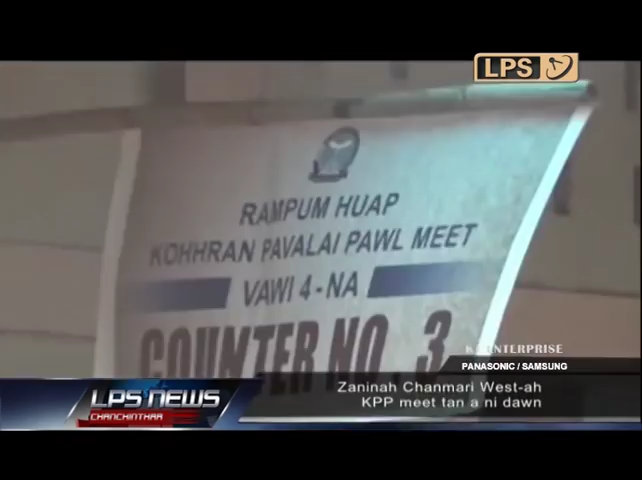 LPS
RAMPUM HUAP
KOHHRAN PAVALAI PAWL MEET
VAWI 4-NA
COUNTER NO. 3
ENTERPRISE
PANASONIC / SAMSUNG
LPS NEWS
CHANCHINTHAR
Zaninah Chanmari West-ah
KPP meet tan a ni dawn